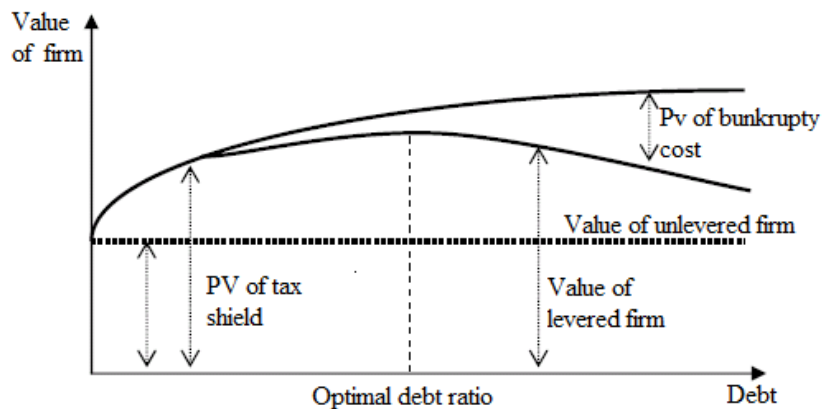 Value
of firm
Pv of bunkrupty
cost
Value of unlevered firm
PV of tax
shield
Value of
levered firm
Optimal debt ratio
Debt